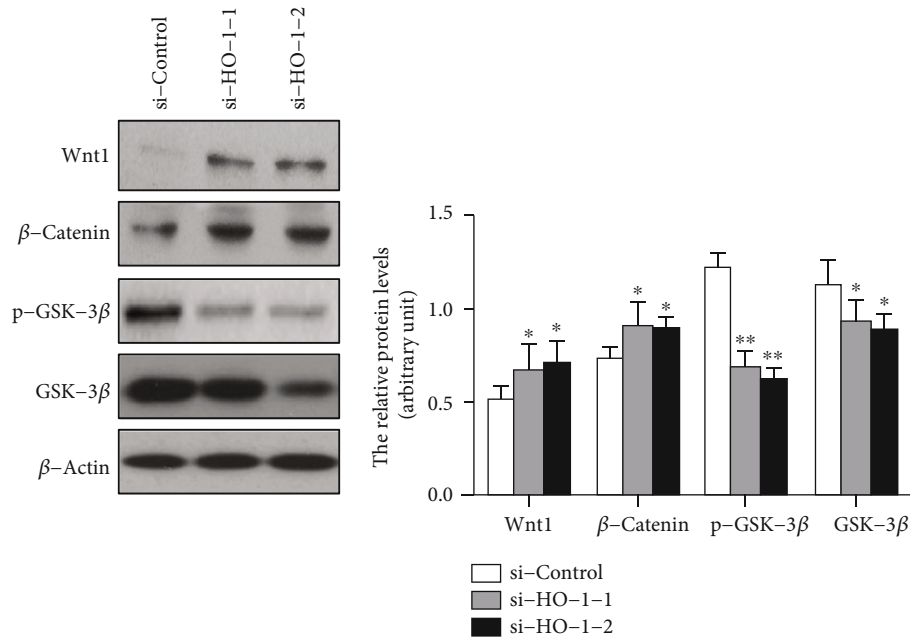 si–Control
si–HO–1–1
si–HO–1–2
Wnt1
β–Catenin
p–GSK–3β
GSK–3β
β–Actin
The relative protein levels
(arbitrary unit)
1.5
1.0
0.5
0.0
* *
* *
** **
* *
Wnt1 β–Catenin p–GSK–3β GSK–3β
si–Control
si–HO–1–1
si–HO–1–2